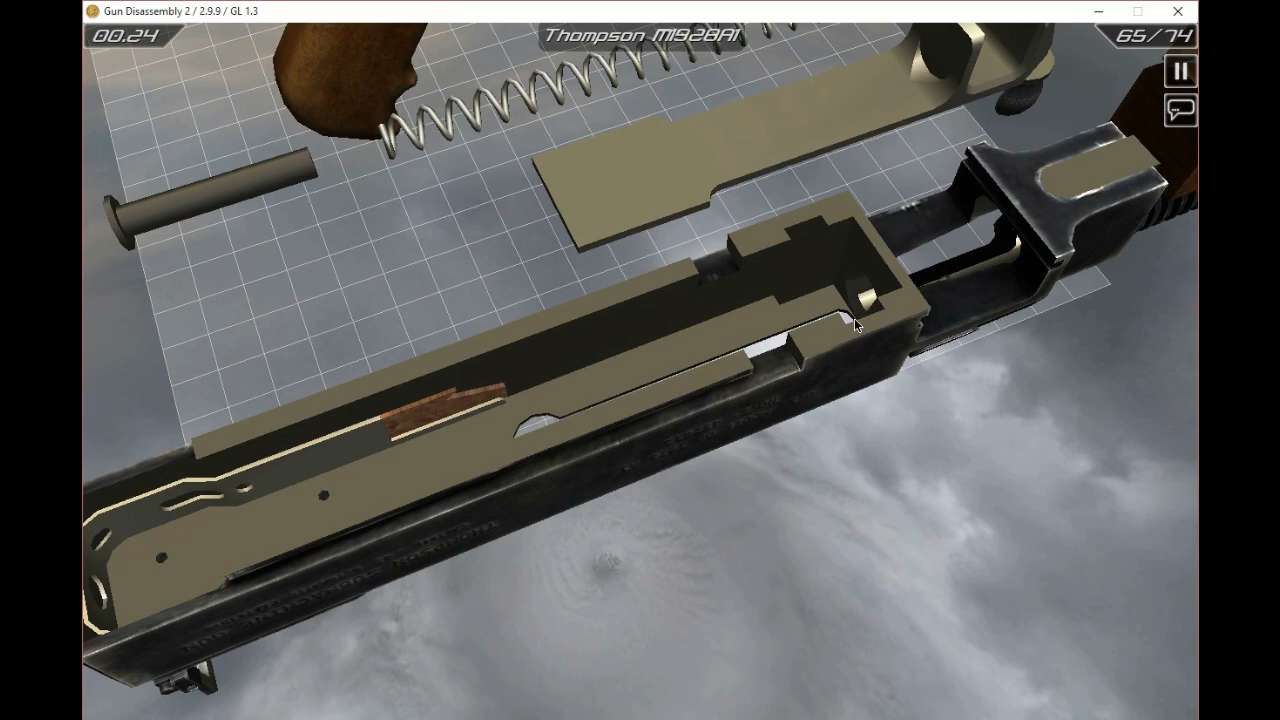 Gun Disassembly 2 / 2.9.9 / GL 1.3
00.24
Thompson M1928A1
65/74